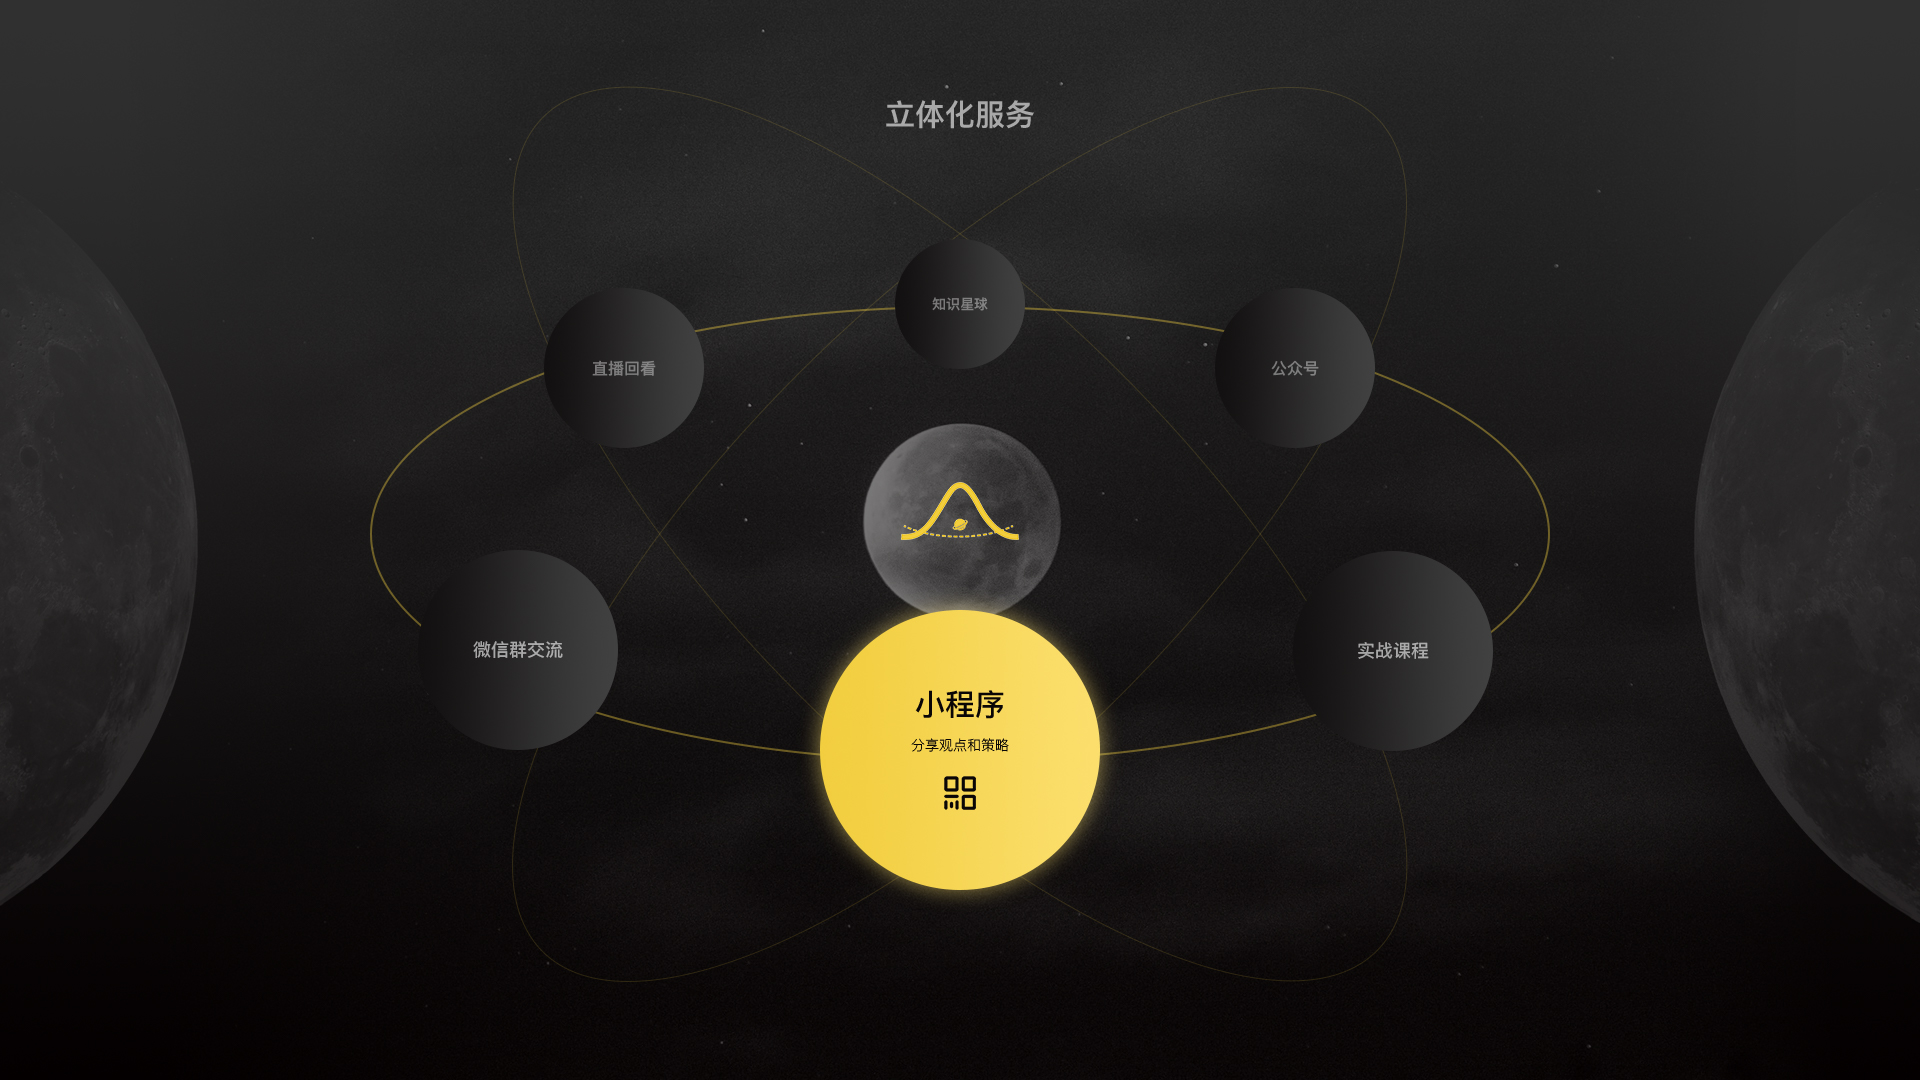 立体化服务
知识星球
直播回看
公众号
微信群交流
实战课程
小程序
分享观点和策略